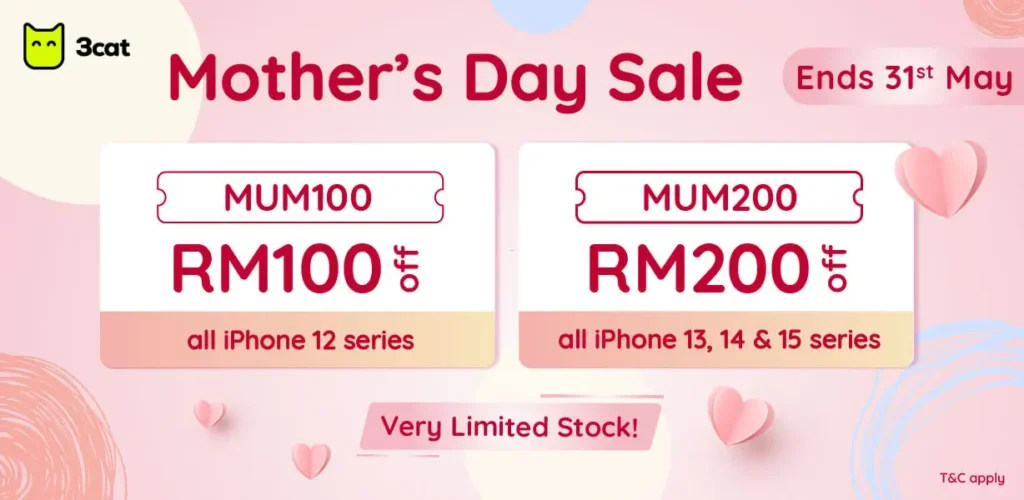 3cat
Mother's Day Sale
Ends 31st May
MUM100
RM100 off
all iPhone 12 series
MUM200
RM200 off
all iPhone 13, 14 & 15 series
Very Limited Stock!
T&C apply